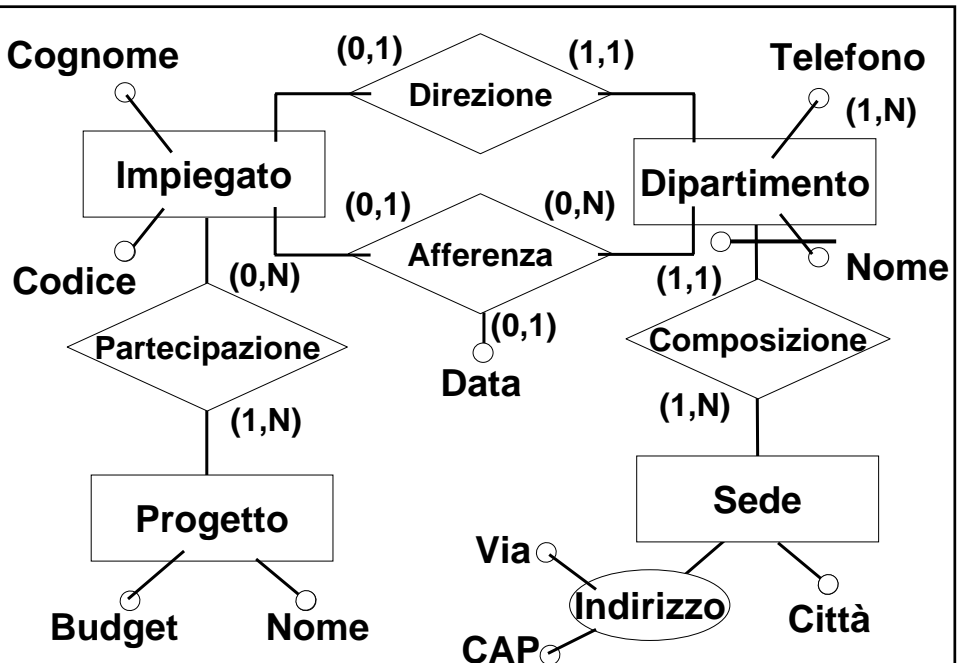 Cognome (0,1) (1,1) Telefono
Direzione (1,N)
Impiegato Dipartimento
(0,1) (0,N)
Codice (0,N) Afferenza (1,1) Nome
(0,1)
Partecipazione Composizione
Data
(1,N) (1,N)
Progetto Sede
Via
Indirizzo
Budget Nome Città
CAP